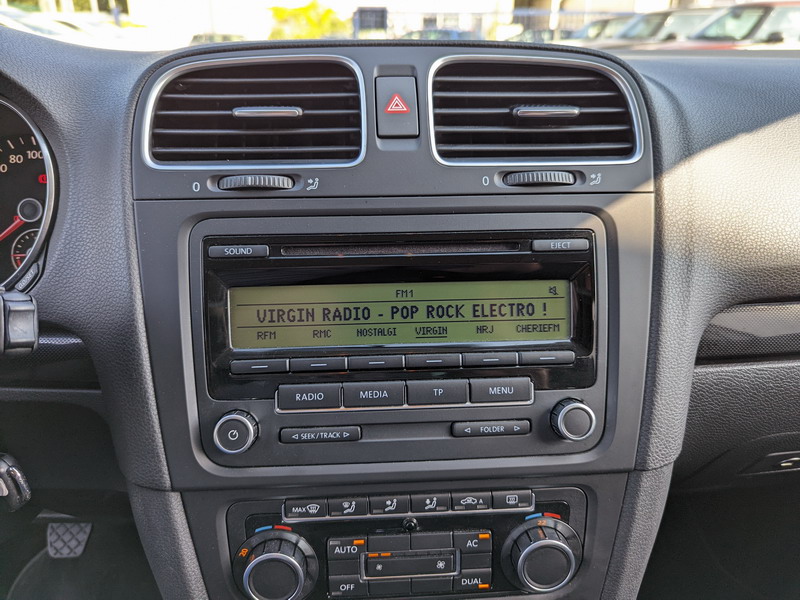 80 100
0
0
SOUND
EJECT
FM1
VIRGIN RADIO - POP ROCK ELECTRO !
RFM RMC NOSTALGI VIRGIN NRJ CHERIEFM
RADIO MEDIA TP MENU
SEEK/TRACK
FOLDER
MAX A
22
AUTO AC
OFF DUAL